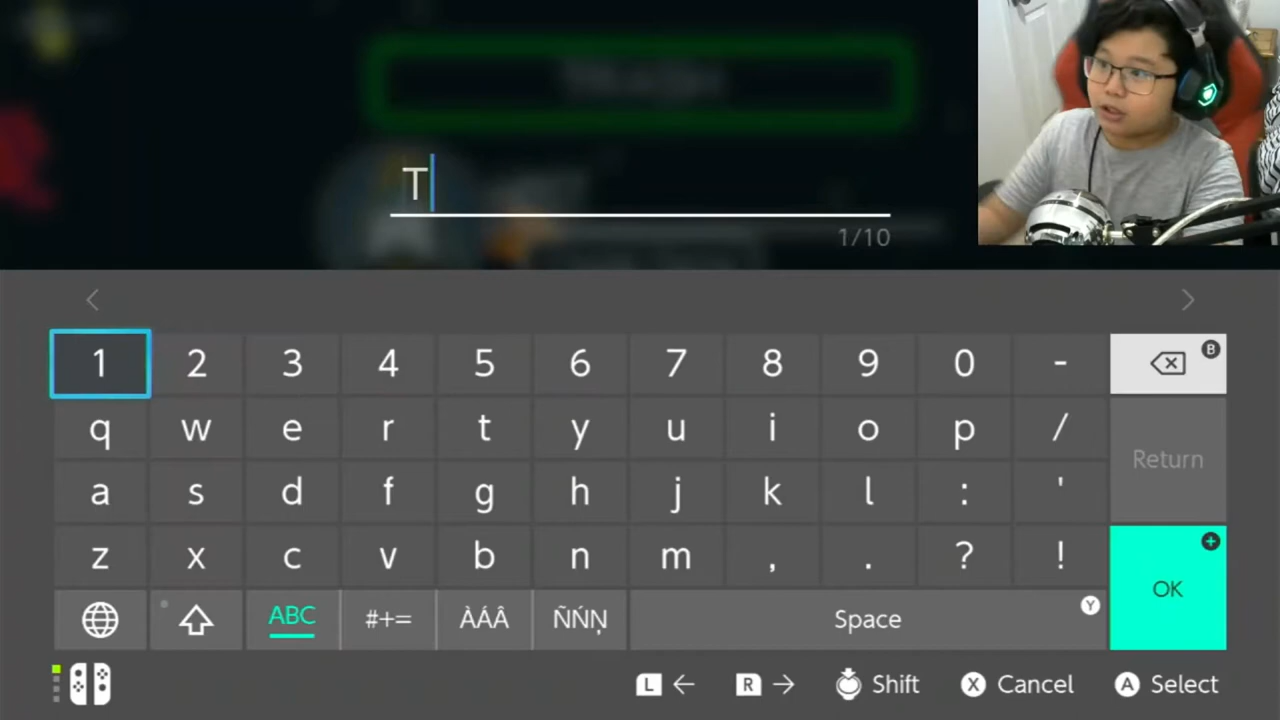 T
1/10
1 2 3 4 5 6 7 8 9 0 - B
q w e r t y u i o p /
Return
a s d f g h j k l : '
z x c v b n m , . ? ! +
OK
ABC #+= ÀÁÂ ÑŃŅ Space Y
L ← R → Shift X Cancel A Select